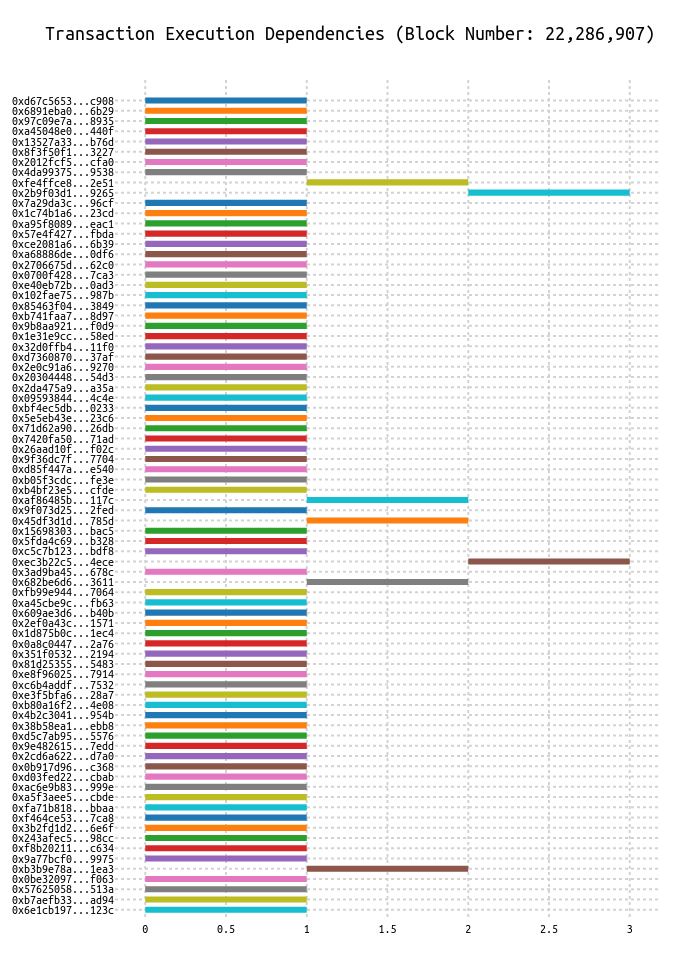 Transaction Execution Dependencies (Block Number: 22,286,907)
0xd67c5653...c908
0x6891eba0...6b29
0x97c09e7a...8935
0xa45048e0...440f
0x13527a33...b76d
0x8f3f50f1...3227
0x2012fcf5...cfa0
0x4da99375...9538
0xfe4ffce8...2e51
0x2b9f03d1...9265
0x7a29da3c...96cf
0x1c74b1a6...23cd
0xa95f8089...eac1
0x57e4f427...fbda
0xce2081a6...6b39
0xa68886de...0df6
0x2706675d...62c0
0x0700f428...7ca3
0xe40eb72b...0ad3
0x102fae75...987b
0x85463f04...3849
0xb741faa7...8d97
0x9b8aa921...f0d9
0x1e31e9cc...58ed
0x32d0ffb4...11f0
0xd7360870...37af
0x2e0c91a6...9270
0x20304448...54d3
0x2da475a9...a35a
0x09593844...4c4e
0xbf4ec5db...0233
0x5e5eb43e...23c6
0x71d62a90...26db
0x7420fa50...71ad
0x26aad10f...f02c
0x9f36dc7f...7704
0xd85f447a...e540
0xb05f3cdc...fe3e
0xb4bf23e5...cfde
0xaf86485b...117c
0x9f073d25...2fed
0x45df3d1d...785d
0x15698303...bac5
0x5fda4c69...b328
0xc5c7b123...bdf8
0xec3b22c5...4ece
0x3ad9ba45...678c
0x682be6d6...3611
0xfb99e944...7064
0xa45cbe9c...fb63
0x609ae3d6...b40b
0x2ef0a43c...1571
0x1d875b0c...1ec4
0x0a8c0447...2a76
0x351f0532...2194
0x81d25355...5483
0xe8f96025...7914
0xc6b4addf...7532
0xe3f5bfa6...28a7
0xb80a16f2...4e08
0x4b2c3041...954b
0x38b58ea1...ebb8
0xd5c7ab95...5576
0x9e482615...7edd
0x2cd6a622...d7a0
0x0b917d96...c368
0xd03fed22...cbab
0xac6e9b83...999e
0xa5f3aee5...cbde
0xfa71b818...bbaa
0xf464ce53...7ca8
0x3b2fd1d2...6e6f
0x243afec5...98cc
0xf8b20211...c634
0x9a77bcf0...9975
0xb3b9e78a...1ea3
0x0be32097...f063
0x57625058...513a
0xb7aefb33...ad94
0x6e1cb197...123c
0 0.5 1 1.5 2 2.5 3